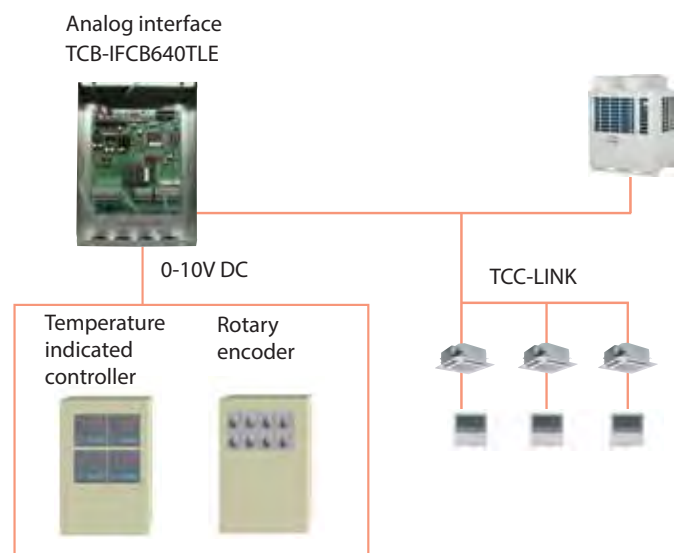 Analog interface
TCB-IFCB640TLE
0-10V DC
TCC-LINK
Temperature
indicated
controller
Rotary
encoder